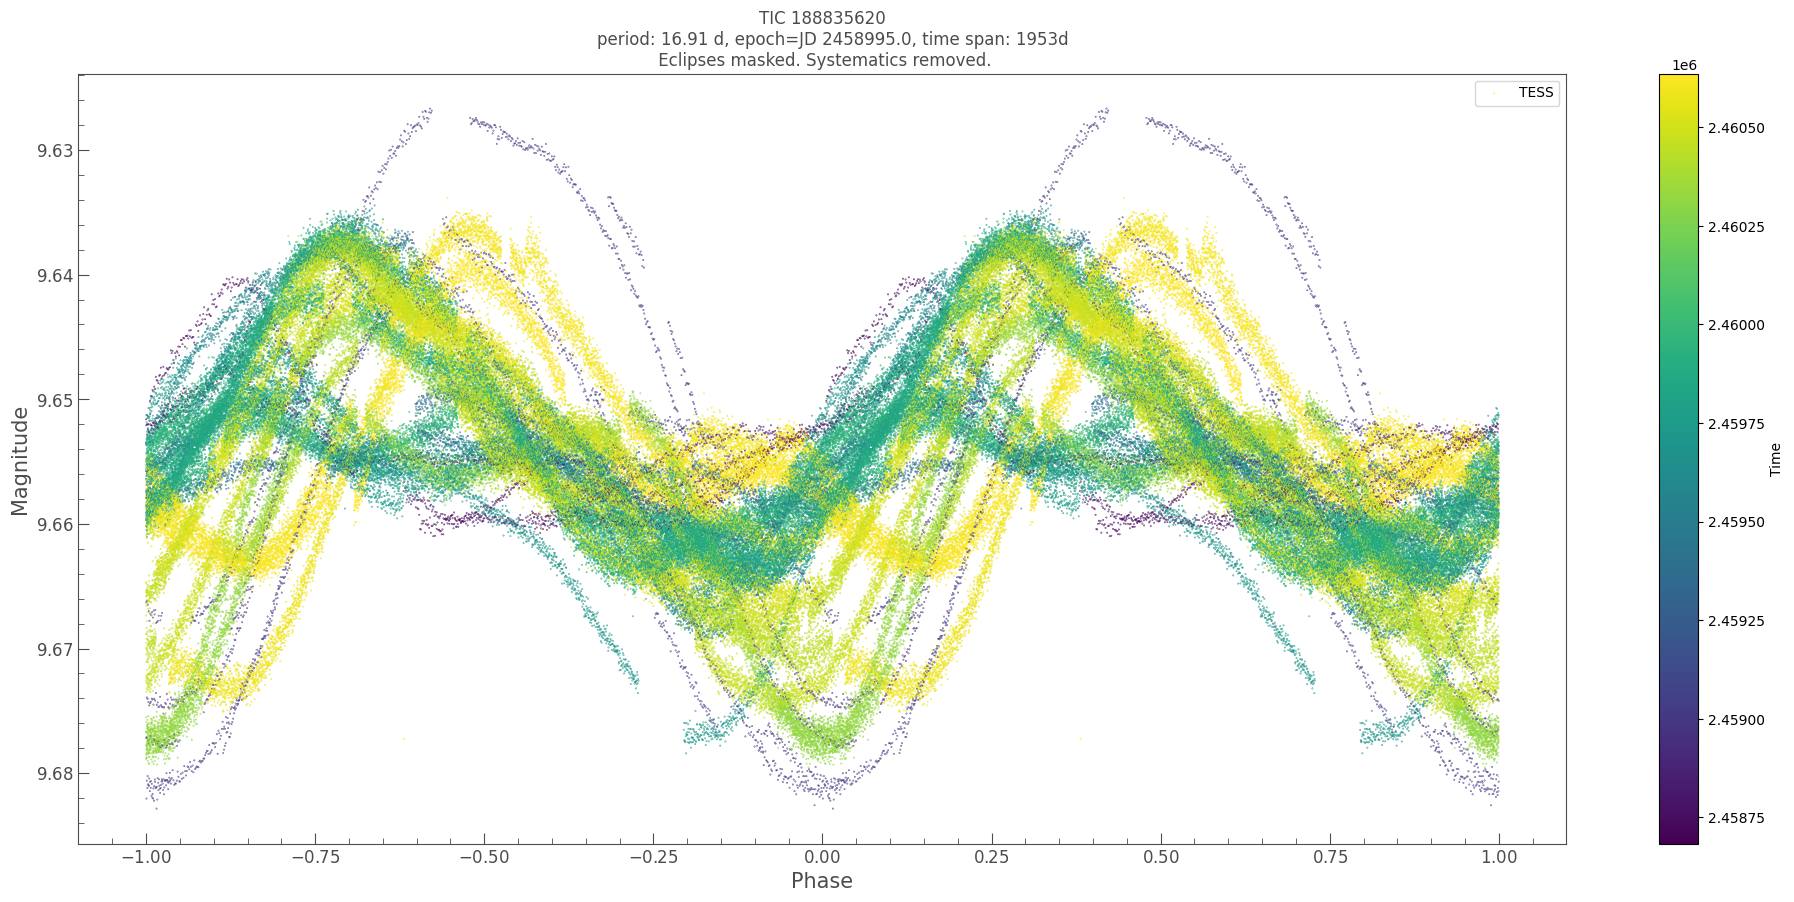 TIC 188835620
period: 16.91 d, epoch=JD 2458995.0, time span: 1953d
Eclipses masked. Systematics removed.
1e6
TESS
9.63
9.64
9.65
9.66
9.67
9.68
Magnitude
−1.00 −0.75 −0.50 −0.25 0.00 0.25 0.50 0.75 1.00
Phase
2.46050
2.46025
2.46000
2.45975
2.45950
2.45925
2.45900
2.45875
Time